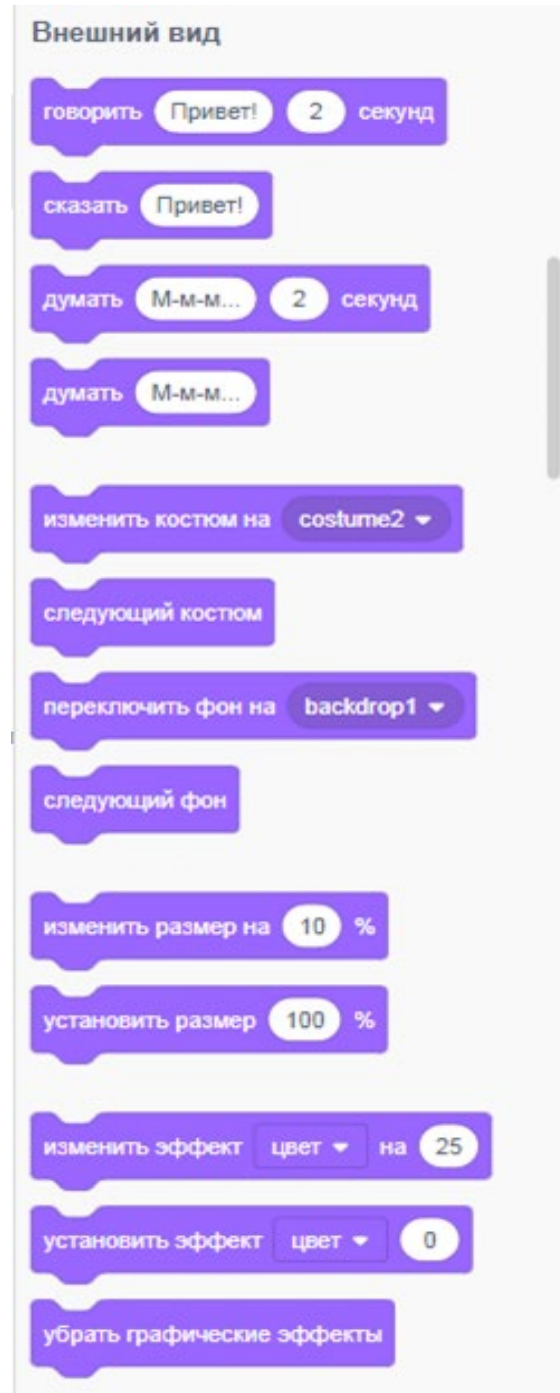 Внешний вид
говорить Привет! 2 секунд
сказать Привет!
думать М-м-м... 2 секунд
думать М-м-м...
изменить костюм на costume2
следующий костюм
переключить фон на backdrop1
следующий фон
изменить размер на 10 %
установить размер 100 %
изменить эффект цвет на 25
установить эффект цвет 0
убрать графические эффекты